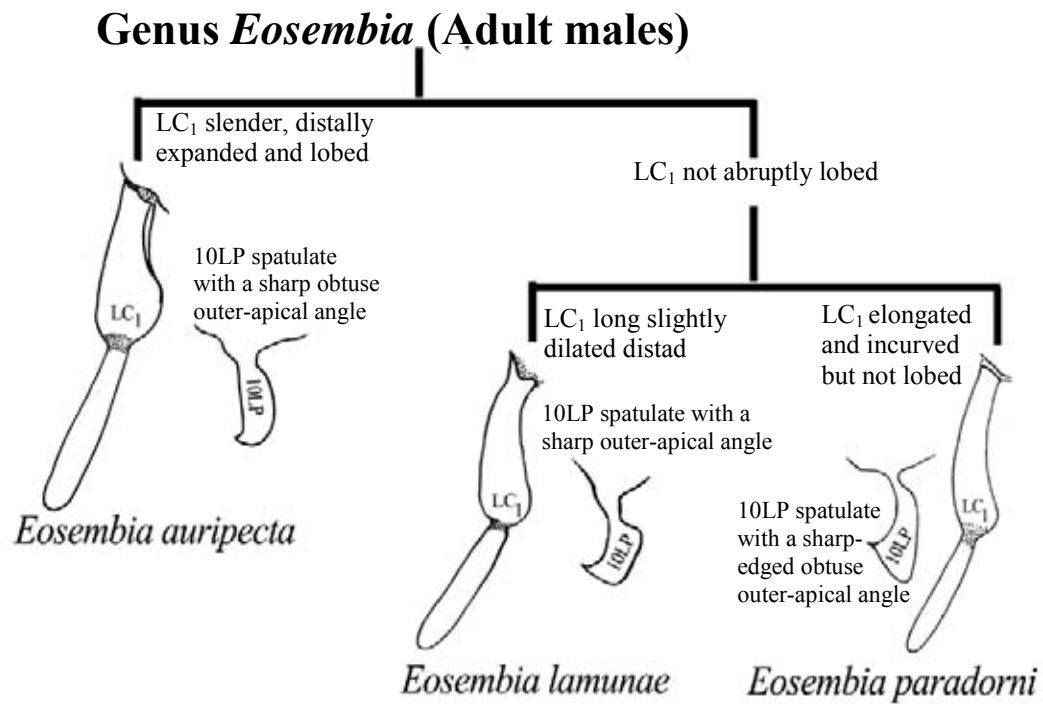 Genus Eosembia (Adult males)
LC₁ slender, distally
expanded and lobed
LC₁ not abruptly lobed
10LP spatulate
with a sharp obtuse
outer-apical angle
LC₁
10LP
Eosembia auripecta
LC₁ long slightly
dilated distad
10LP spatulate with a
sharp outer-apical angle
LC₁
10LP
Eosembia lamunae
LC₁ elongated
and incurved
but not lobed
10LP spatulate
with a sharp-
edged obtuse
outer-apical angle
10LP
LC₁
Eosembia paradorni